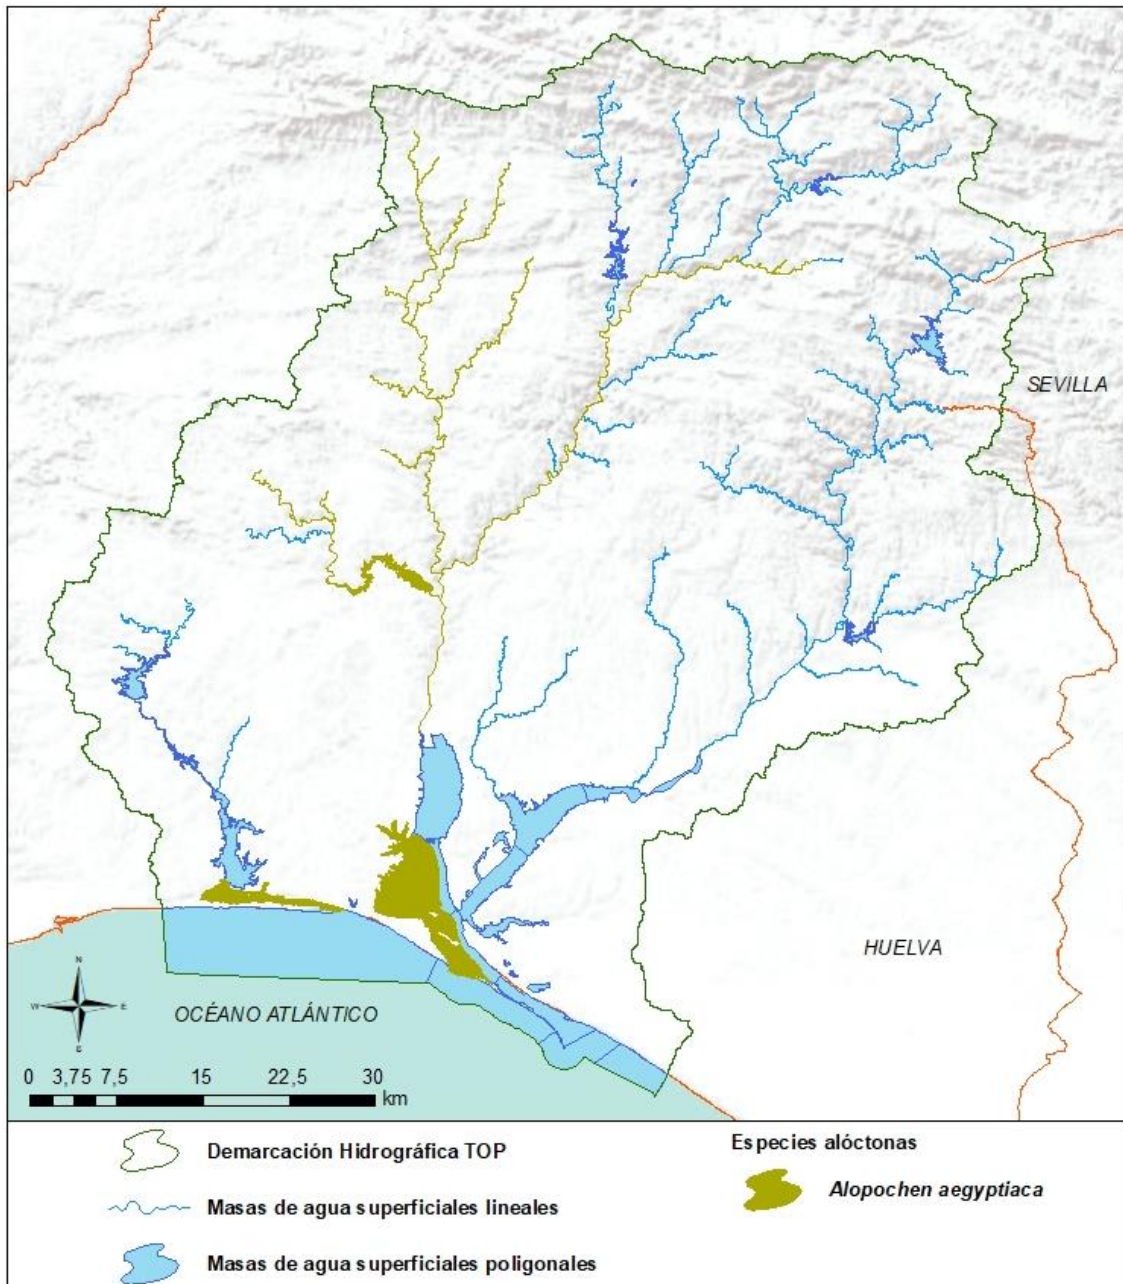 SEVILLA
HUELVA
N
W E
S
OCÉANO ATLÁNTICO
0 3,75 7,5 15 22,5 30
km
Demarcación Hidrográfica TOP
Masas de agua superficiales lineales
Masas de agua superficiales poligonales
Especies alóctonas
Alopochen aegyptiaca